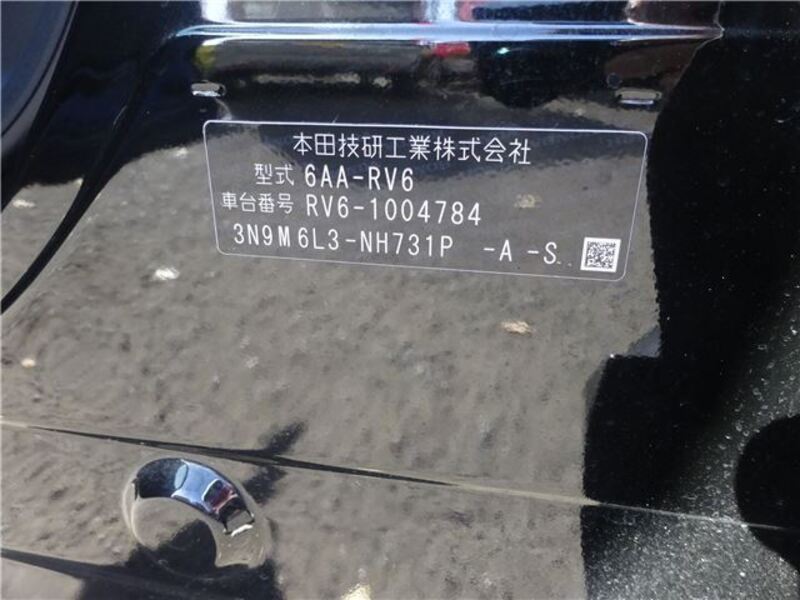 本田技研工業株式会社
型式 6AA-RV6
車台番号 RV6-1004784
3N9M6L3-NH731P -A -S